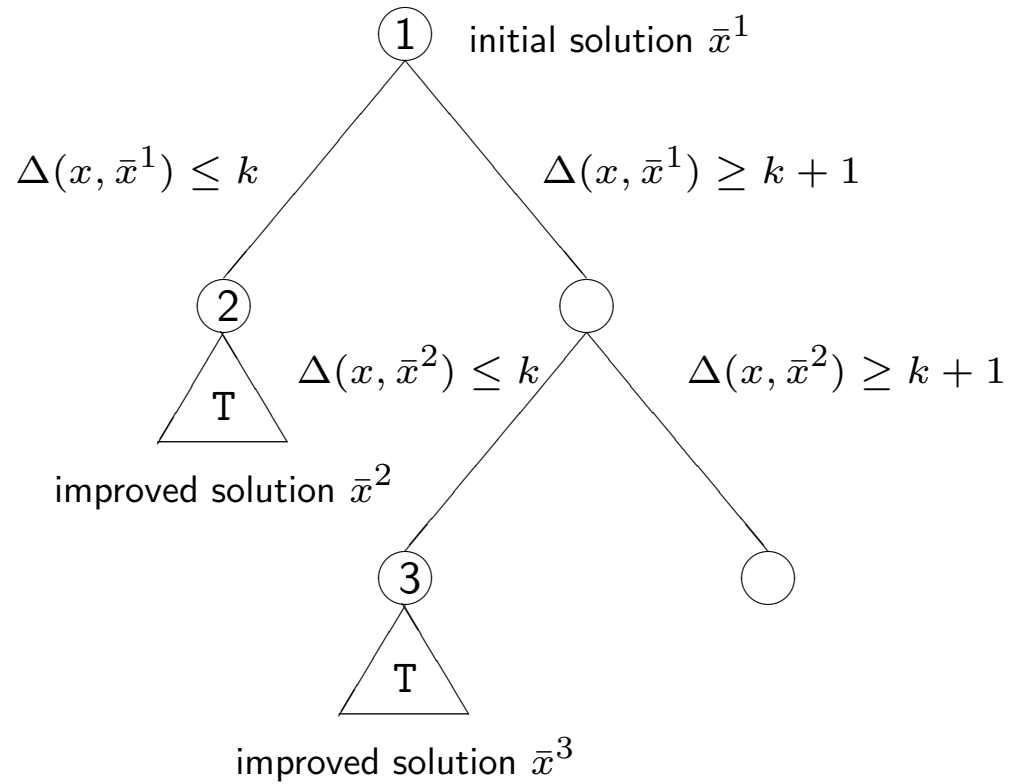 1 initial solution x̄¹
Δ(x, x̄¹) ≤ k Δ(x, x̄¹) ≥ k + 1
2
Δ(x, x̄²) ≤ k Δ(x, x̄²) ≥ k + 1
T
improved solution x̄²
3
T
improved solution x̄³